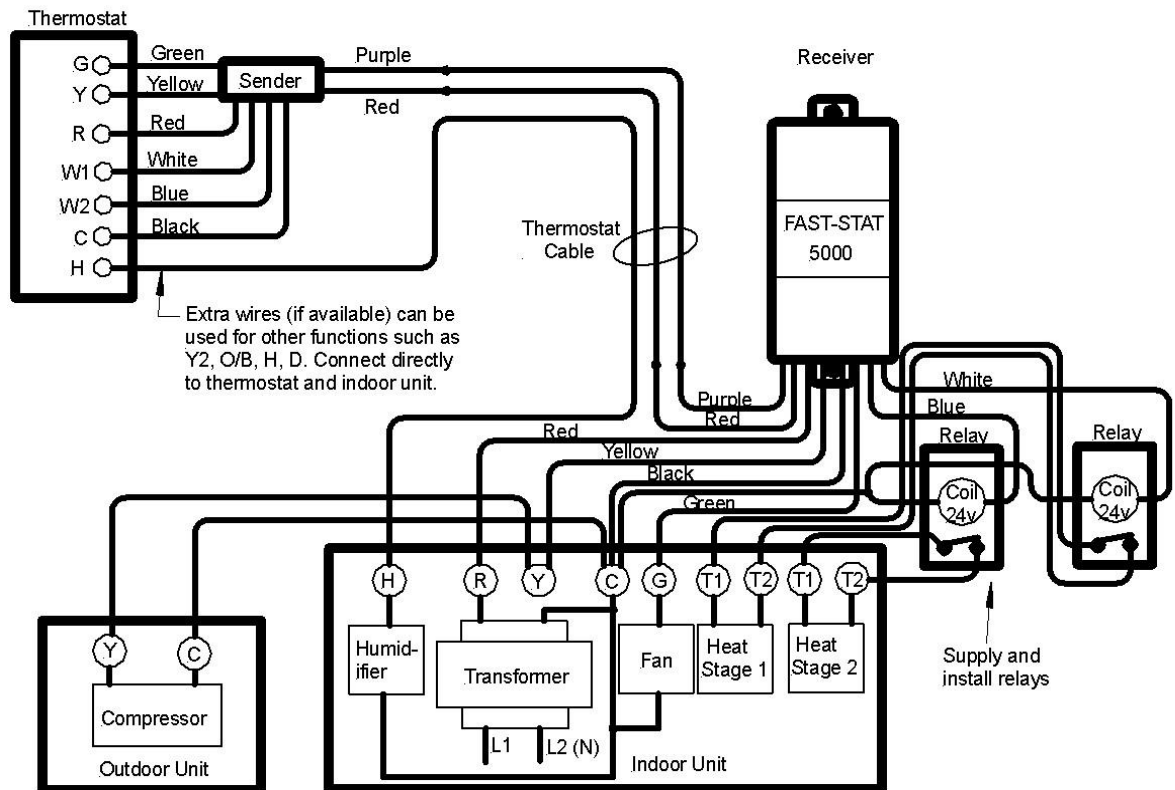 Thermostat
G
Green
Y
Yellow
R
Red
W1
White
W2
Blue
C
Black
H
Sender
Purple
Red
Receiver
FAST-STAT
5000
Thermostat
Cable
Extra wires (if available) can be
used for other functions such as
Y2, O/B, H, D. Connect directly
to thermostat and indoor unit.
Purple
Red
Red
Yellow
Black
Green
White
Blue
Relay
Coil
24v
Relay
Coil
24v
Supply and
install relays
H
R
Y
C
G
T1
T2
T1
T2
Humid-
ifier
Transformer
L1
L2 (N)
Fan
Heat
Stage 1
Heat
Stage 2
Indoor Unit
Y
C
Compressor
Outdoor Unit